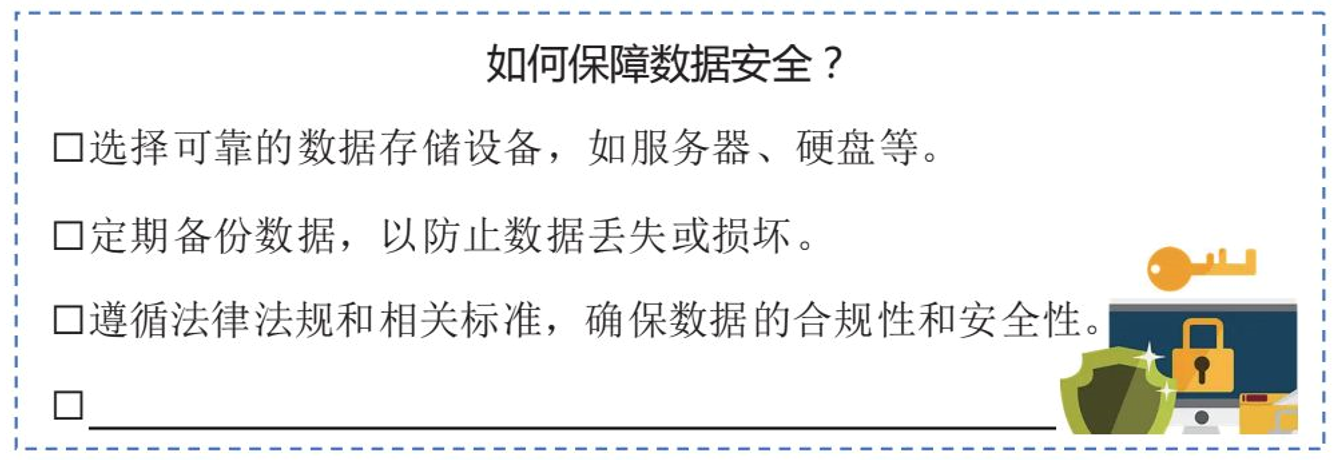 如何保障数据安全？
□选择可靠的数据存储设备，如服务器、硬盘等。
□定期备份数据，以防止数据丢失或损坏。
□遵循法律法规和相关标准，确保数据的合规性和安全性。
□